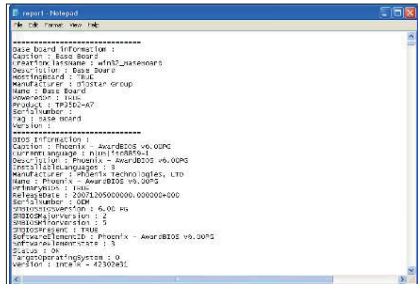 report - Notepad
File Edit Format View Help
==============================
Base board information :
Caption : Base Board
CreationClassName : Win32_BaseBoard
Description : Base Board
HostingBoard : TRUE
Manufacturer : Biostar Group
Name : Base Board
PoweredOn : TRUE
Product : TP35D2-A7
SerialNumber :
Tag : Base Board
Version :
==============================
BIOS Information :
Caption : Phoenix - AwardBIOS v6.00PG
CurrentLanguage : n|US|iso8859-1
Description : Phoenix - AwardBIOS v6.00PG
InstallableLanguages : 3
Manufacturer : Phoenix Technologies, LTD
Name : Phoenix - AwardBIOS v6.00PG
PrimaryBIOS : TRUE
ReleaseDate : 20071205000000.000000+000
SerialNumber : OEM
SMBIOSBIOSVersion : 6.00 PG
SMBIOSMajorVersion : 2
SMBIOSMinorVersion : 5
SMBIOSPresent : TRUE
SoftwareElementID : Phoenix - AwardBIOS v6.00PG
SoftwareElementState : 3
Status : OK
TargetOperatingSystem : 0
Version : IntelR - 42302e31